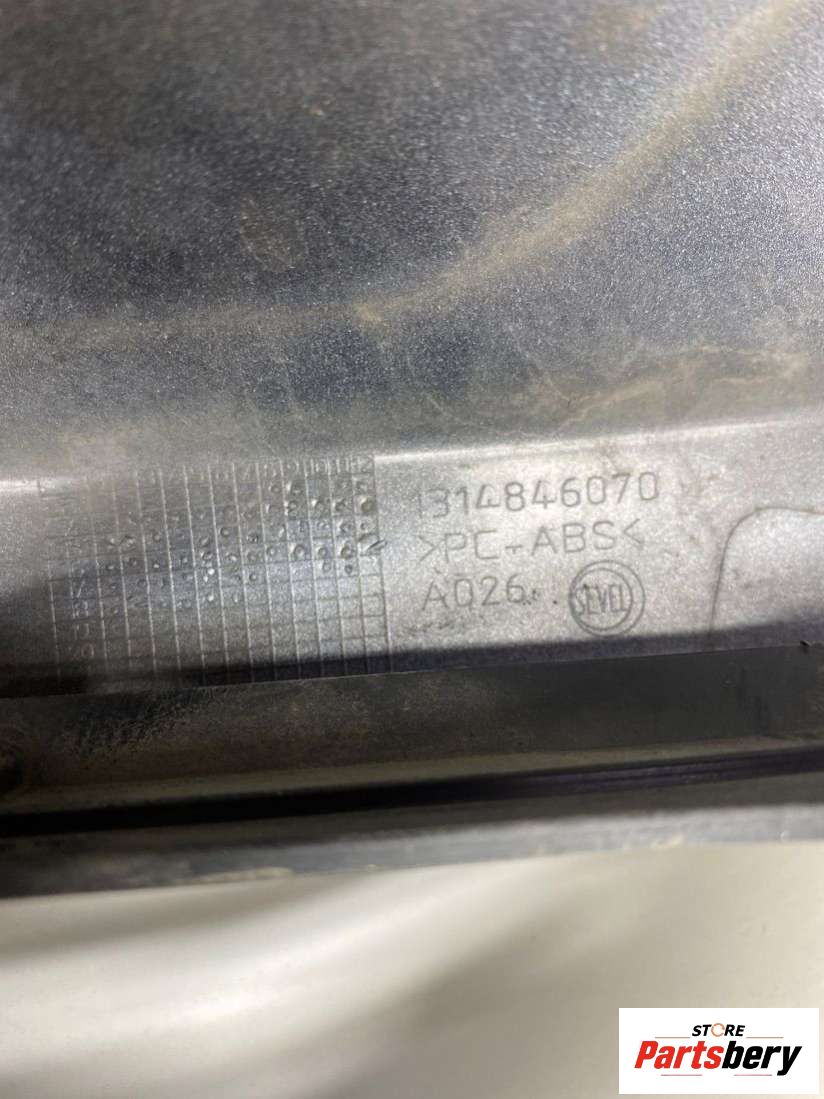 1314846070
>PC+ABS<
A026
SEVEL
STORE
Partsbery